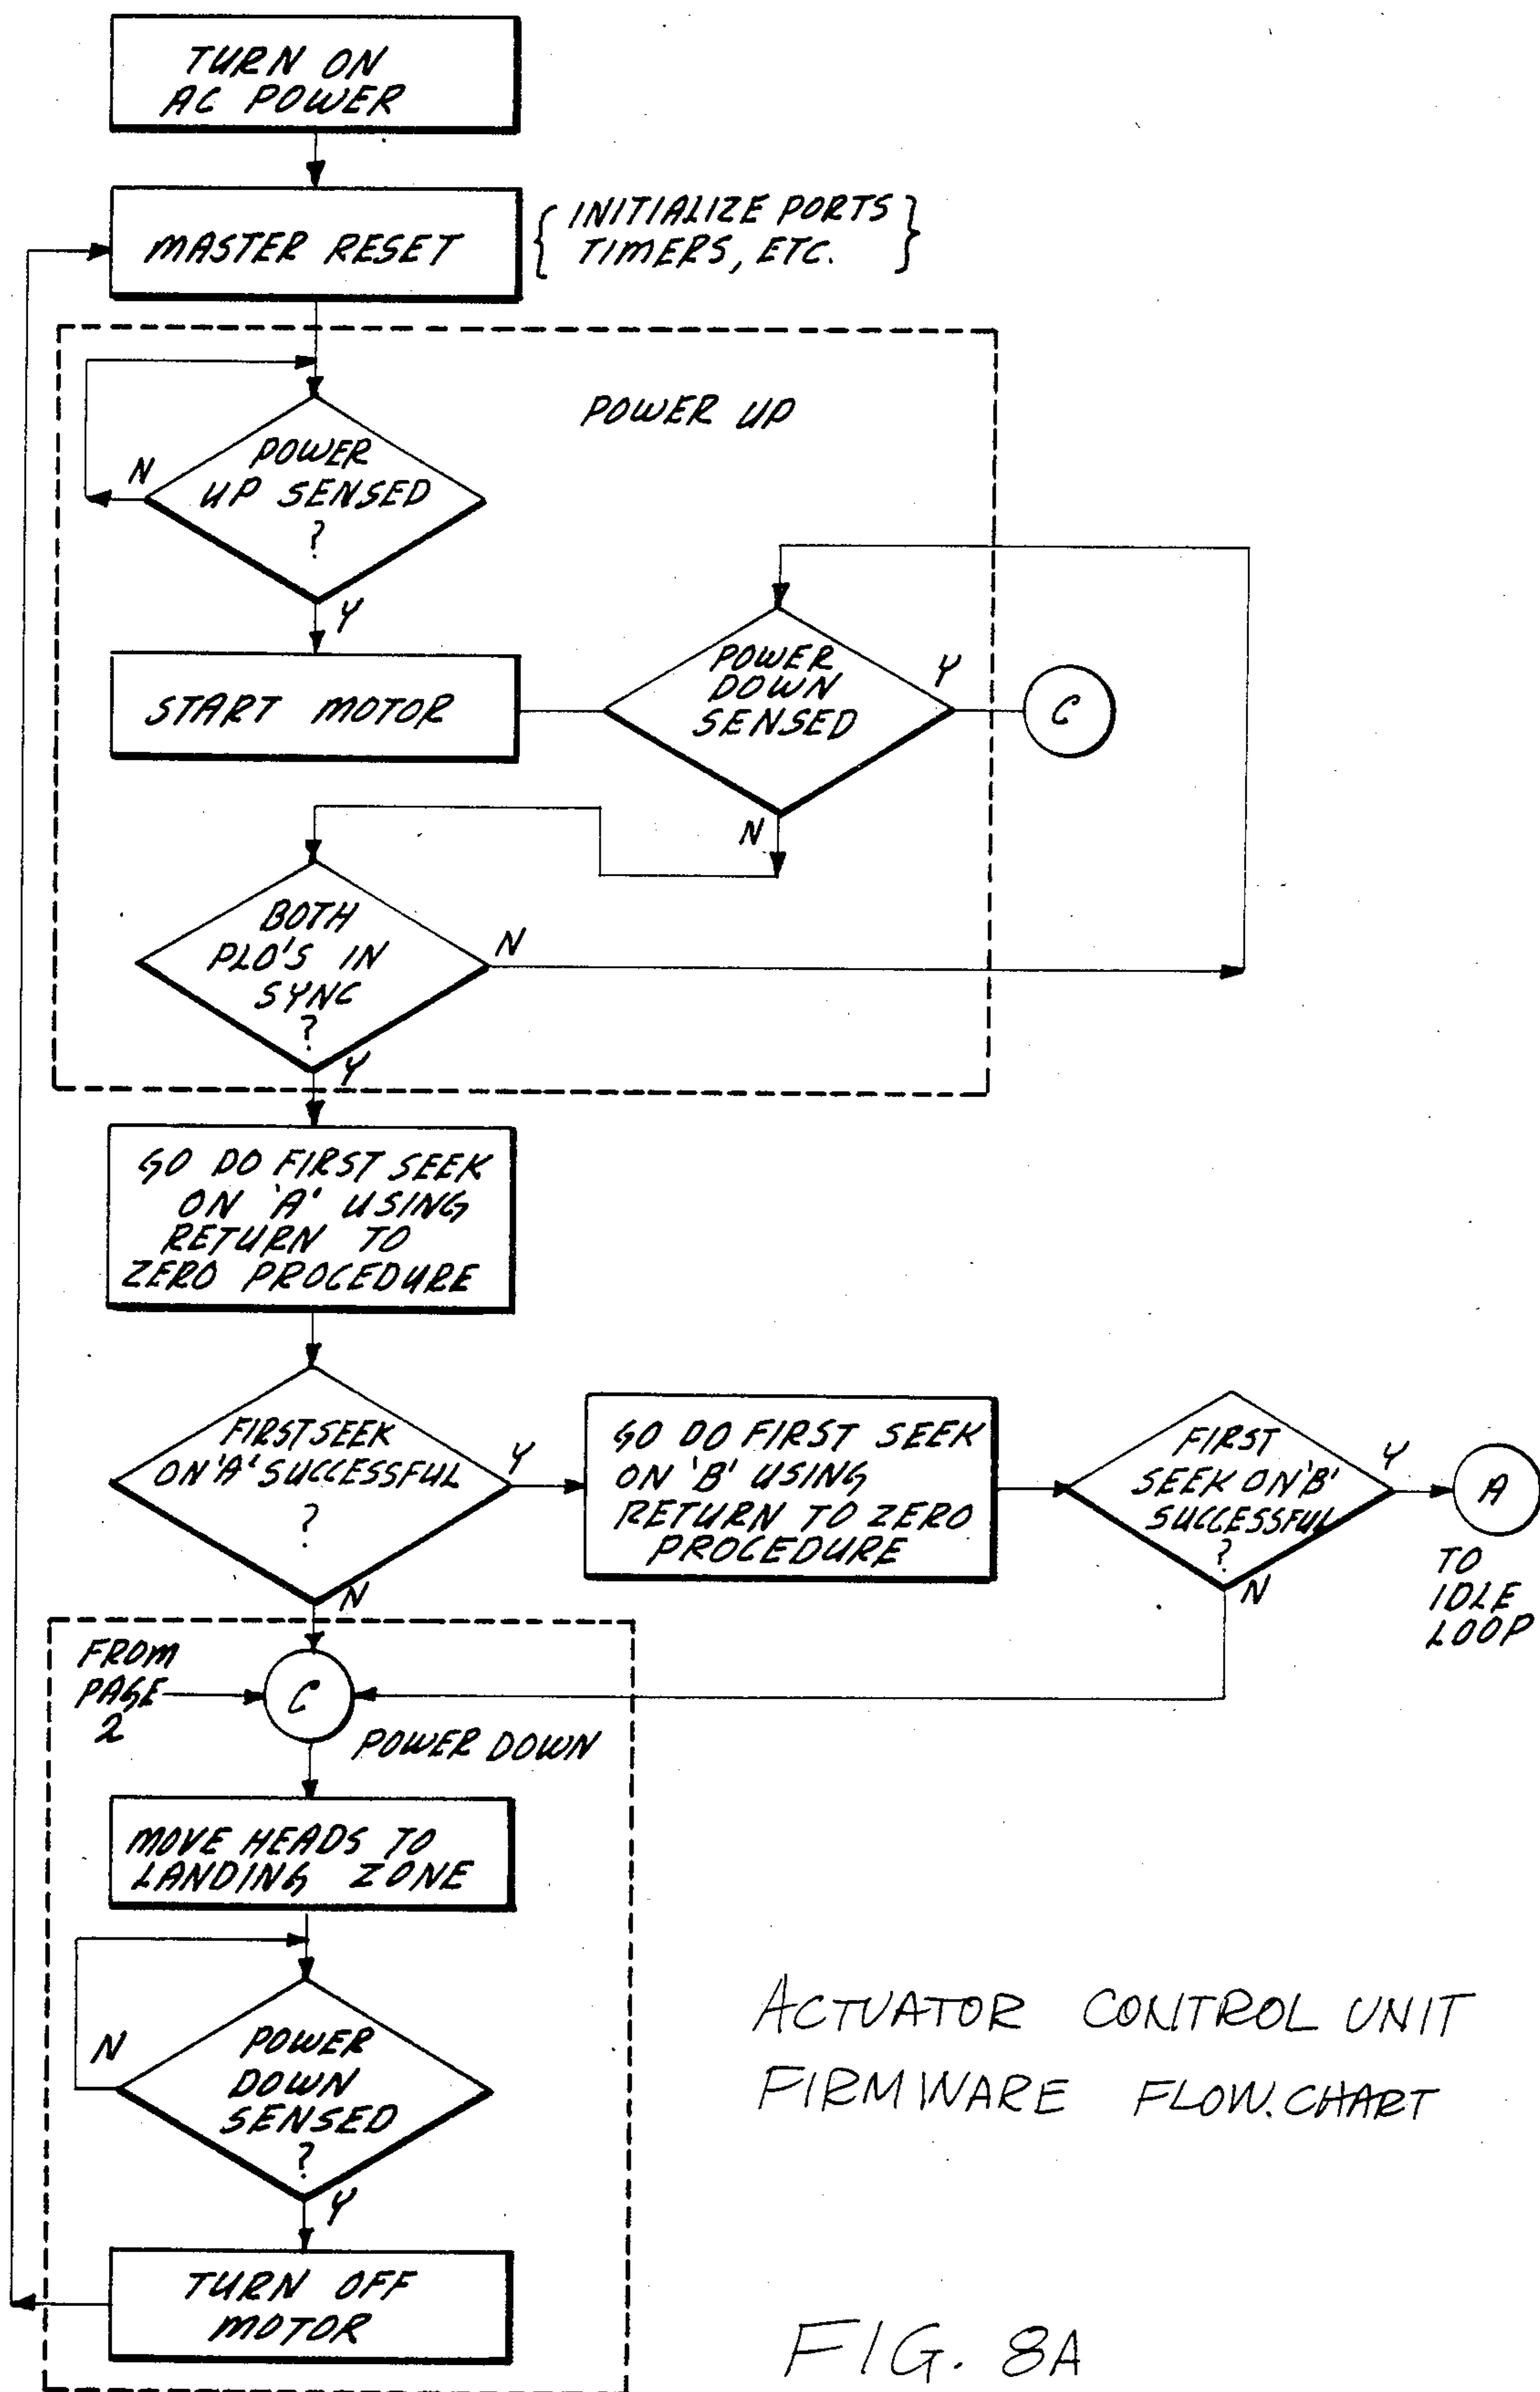 TURN ON
AC POWER
MASTER RESET
{ INITIALIZE PORTS
TIMERS, ETC. }
POWER UP
POWER
UP SENSED
?
N
Y
START MOTOR
POWER
DOWN
SENSED
Y
C
N
BOTH
PLO'S IN
SYNC
?
N
Y
GO DO FIRST SEEK
ON 'A' USING
RETURN TO
ZERO PROCEDURE
FIRST SEEK
ON 'A' SUCCESSFUL
?
Y
N
GO DO FIRST SEEK
ON 'B' USING
RETURN TO ZERO
PROCEDURE
FIRST
SEEK ON 'B'
SUCCESSFUL
?
Y
N
A
TO
IDLE
LOOP
FROM
PAGE
2
C
POWER DOWN
MOVE HEADS TO
LANDING ZONE
POWER
DOWN
SENSED
?
N
Y
TURN OFF
MOTOR
ACTUATOR CONTROL UNIT
FIRMWARE FLOW.CHART
FIG. 8A